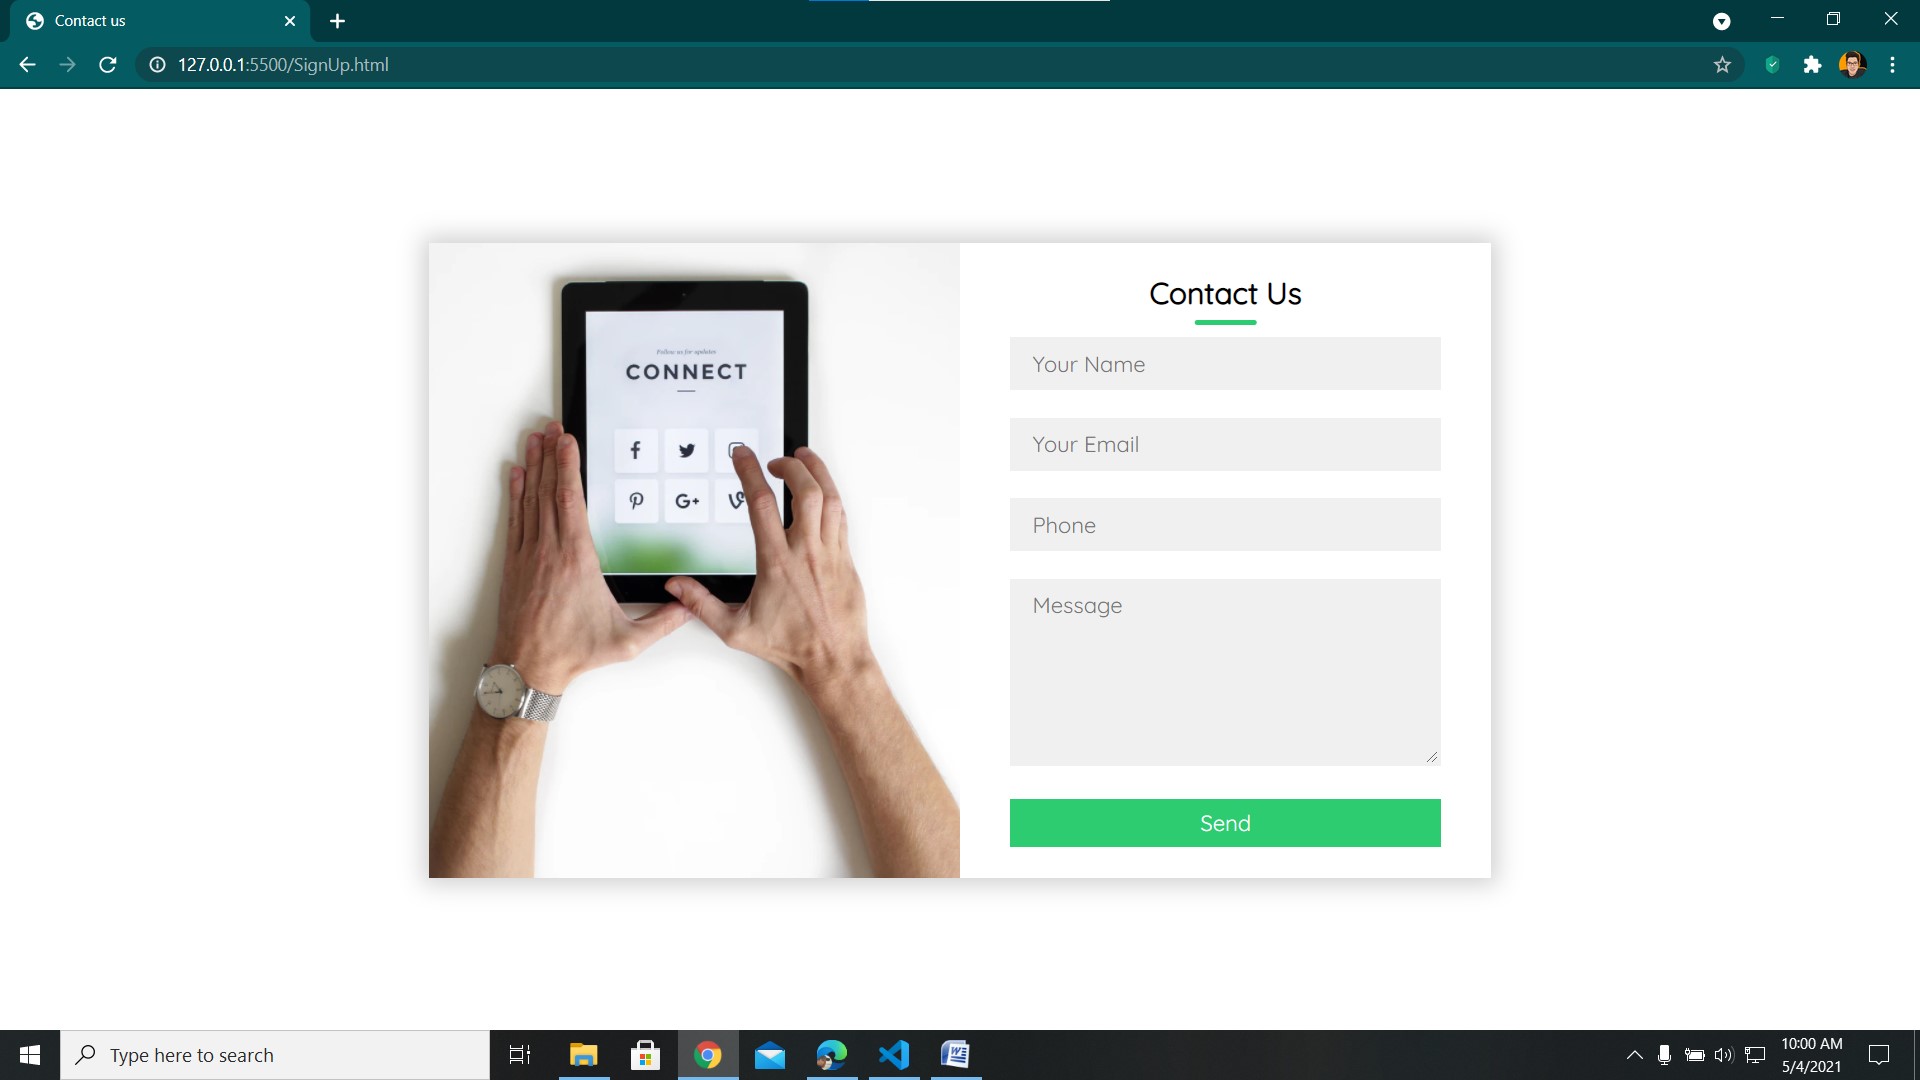 Contact us
127.0.0.1:5500/SignUp.html
Follow us for updates
CONNECT
G+
Contact Us
Your Name
Your Email
Phone
Message
Send
Type here to search
10:00 AM
5/4/2021